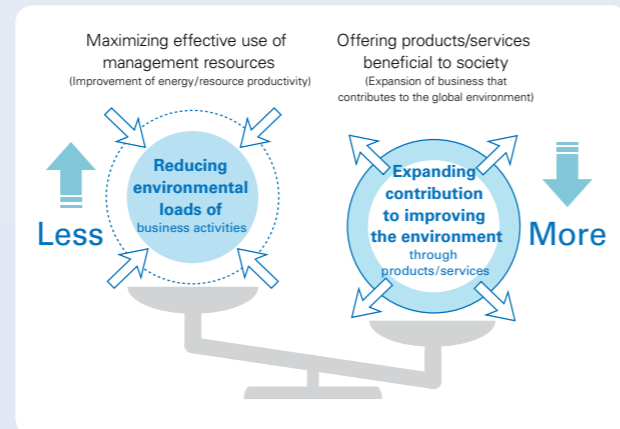 Maximizing effective use of
management resources
(Improvement of energy/resource productivity)
Reducing
environmental
loads of
business activities
Less
Offering products/services
beneficial to society
(Expansion of business that
contributes to the global environment)
Expanding
contribution
to improving
the environment
through
products/services
More